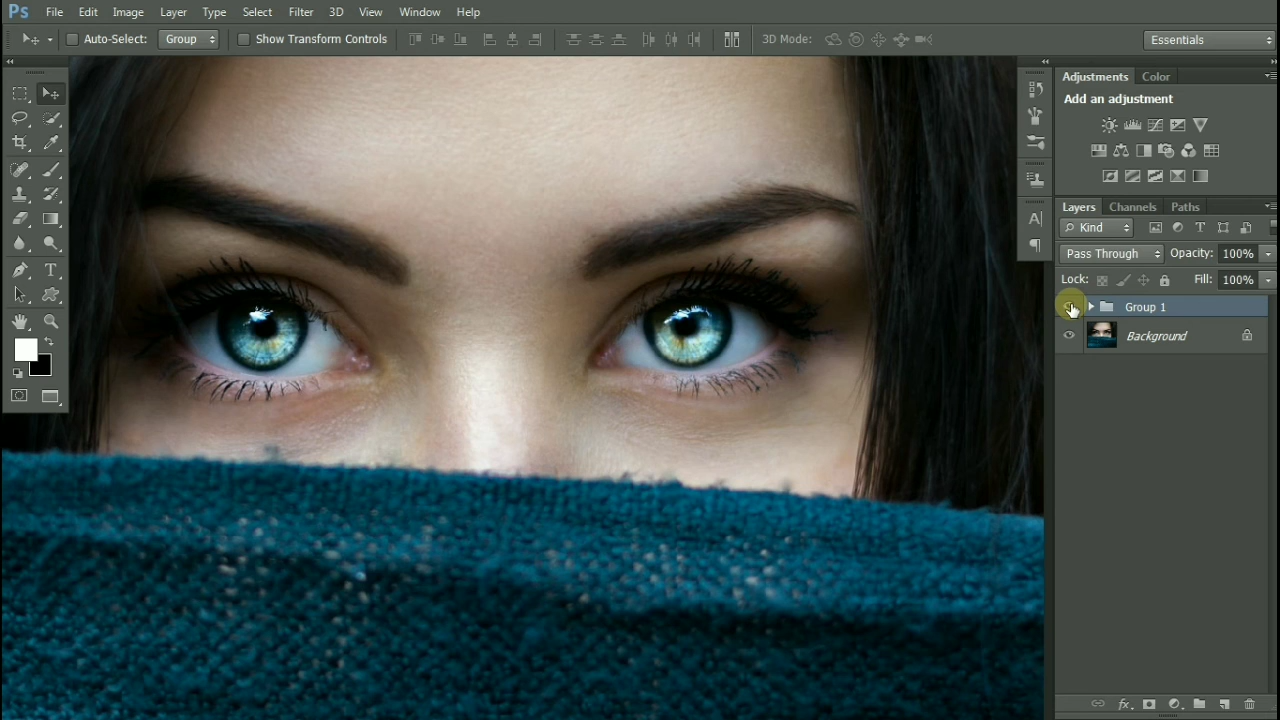 Ps File Edit Image Layer Type Select Filter 3D View Window Help
Auto-Select: Group Show Transform Controls 3D Mode: Essentials
Adjustments Color
Add an adjustment
Layers Channels Paths
Kind T
Pass Through Opacity: 100%
Lock: Fill: 100%
Group 1
Background
T
A
fx